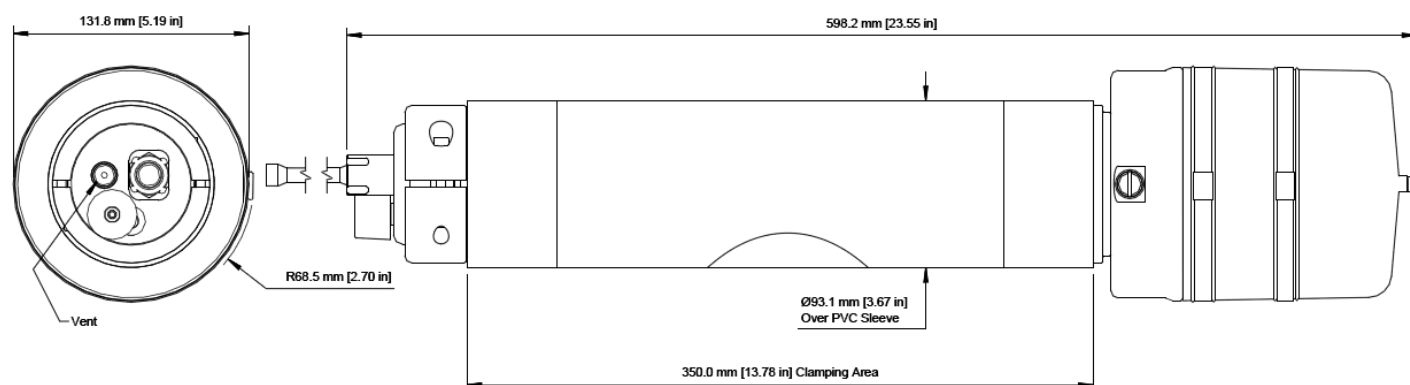 131.8 mm [5.19 in]
598.2 mm [23.55 in]
R68.5 mm [2.70 in]
Vent
Ø93.1 mm [3.67 in]
Over PVC Sleeve
350.0 mm [13.78 in] Clamping Area